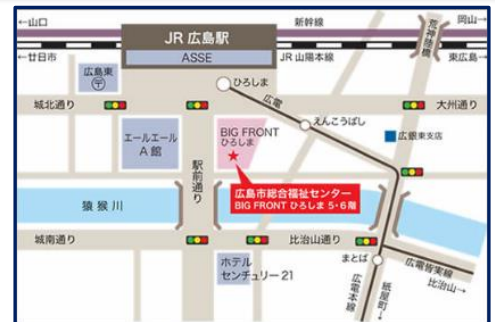 ←山口
新幹線
岡山→
荒神陸橋
JR 広島駅
ASSE
←廿日市
JR 山陽本線
東広島→
広島東
〒
ひろしま
城北通り
広電
大州通り
えんこうばし
エールエール
A 館
BIG FRONT
ひろしま
広銀東支店
駅前通り
広島市総合福祉センター
BIG FRONT ひろしま 5・6 階
猿猴川
城南通り
比治山通り
ホテル
センチュリー 21
まとば
広電皆実線
比治山→
広電本線
紙屋町→